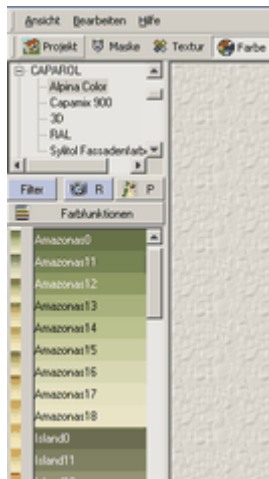 Ansicht Bearbeiten Hilfe
Projekt Maske Textur Farbe
CAPAROL
Alpina Color
Capamix 900
3D
RAL
Sylitol Fassadenfarbe
Filter R P
Farbfunktionen
Amazonas0
Amazonas11
Amazonas12
Amazonas13
Amazonas14
Amazonas15
Amazonas16
Amazonas17
Amazonas18
Island0
Island11